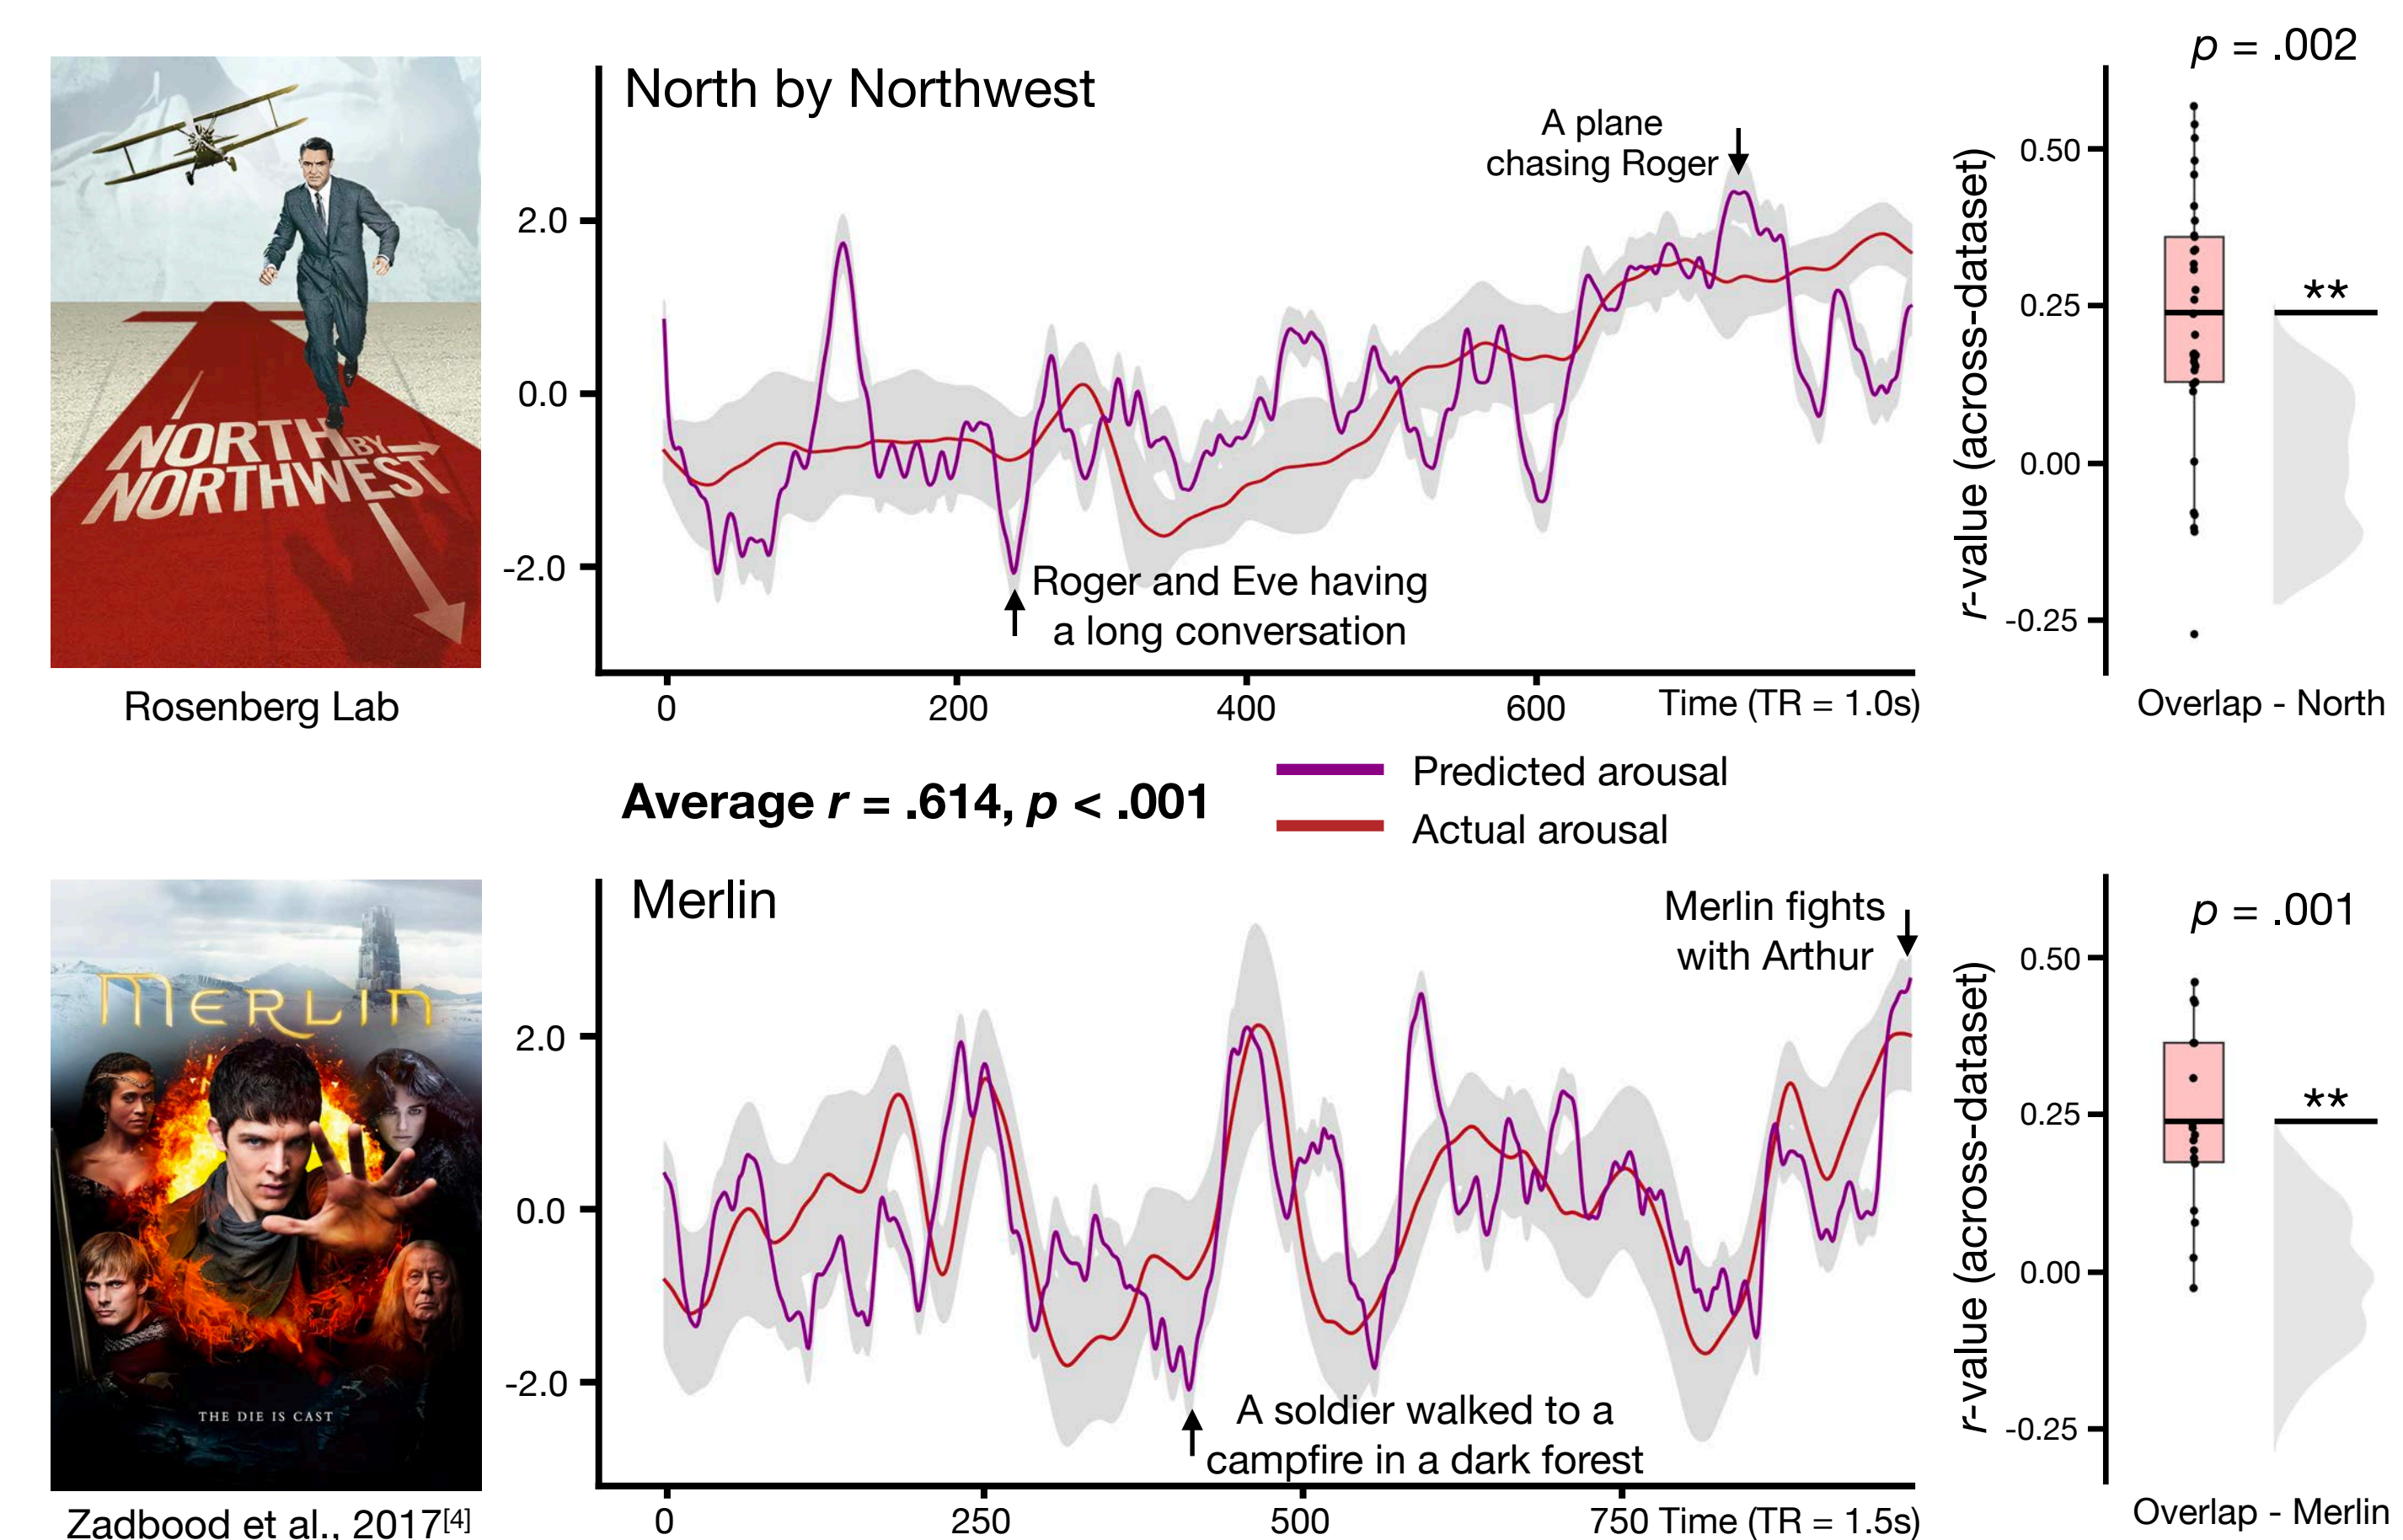 p = .002
North by Northwest
A plane
chasing Roger
2.0
0.0
-2.0
Roger and Eve having
a long conversation
0
200
400
600
Time (TR = 1.0s)
NORTH BY
NORTHWEST
Rosenberg Lab
r-value (across-dataset)
0.50
0.25
0.00
-0.25
**
Overlap - North
Average r = .614, p < .001
Predicted arousal
Actual arousal
Merlin
Merlin fights
with Arthur
2.0
0.0
-2.0
A soldier walked to a
campfire in a dark forest
0
250
500
750
Time (TR = 1.5s)
MERLIN
THE DIE IS CAST
Zadbood et al., 2017[4]
p = .001
r-value (across-dataset)
0.50
0.25
0.00
-0.25
**
Overlap - Merlin